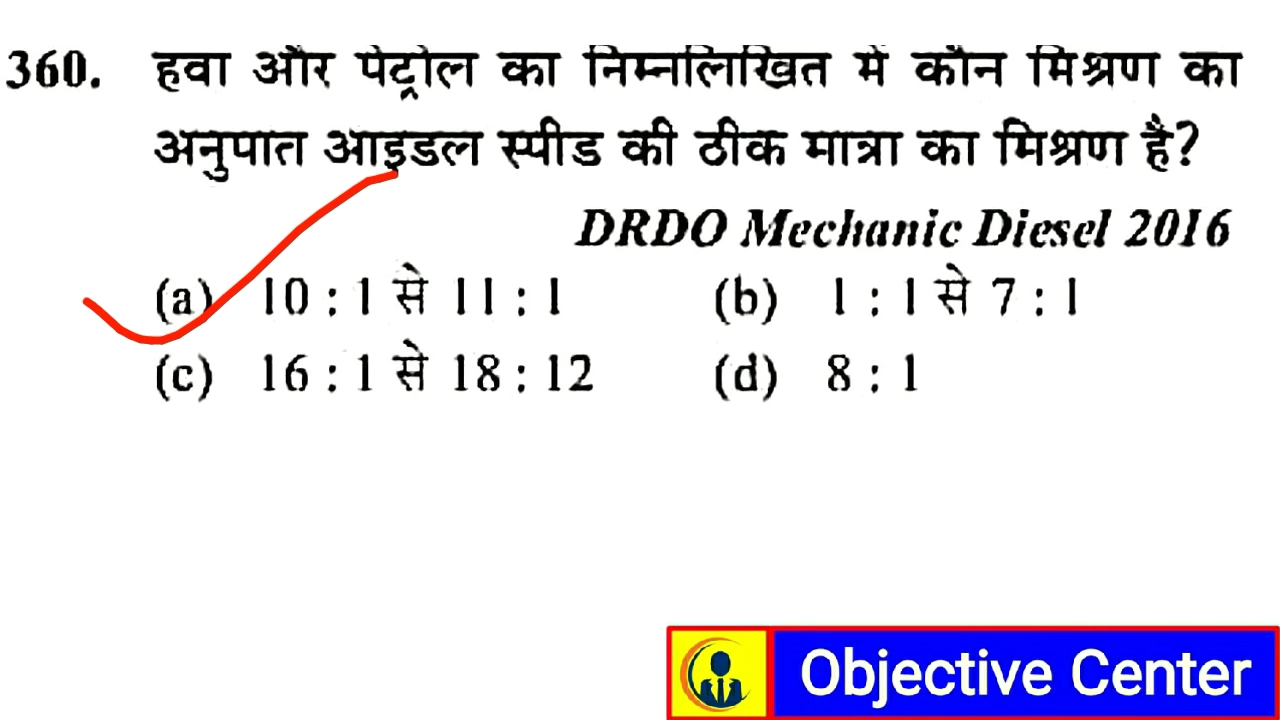 360. हवा और पेट्रोल का निम्नलिखित में कौन मिश्रण का
अनुपात आइडल स्पीड की ठीक मात्रा का मिश्रण है?
DRDO Mechanic Diesel 2016
(a) 10 : 1 से 11 : 1 (b) 1 : 1 से 7 : 1
(c) 16 : 1 से 18 : 12 (d) 8 : 1
Objective Center